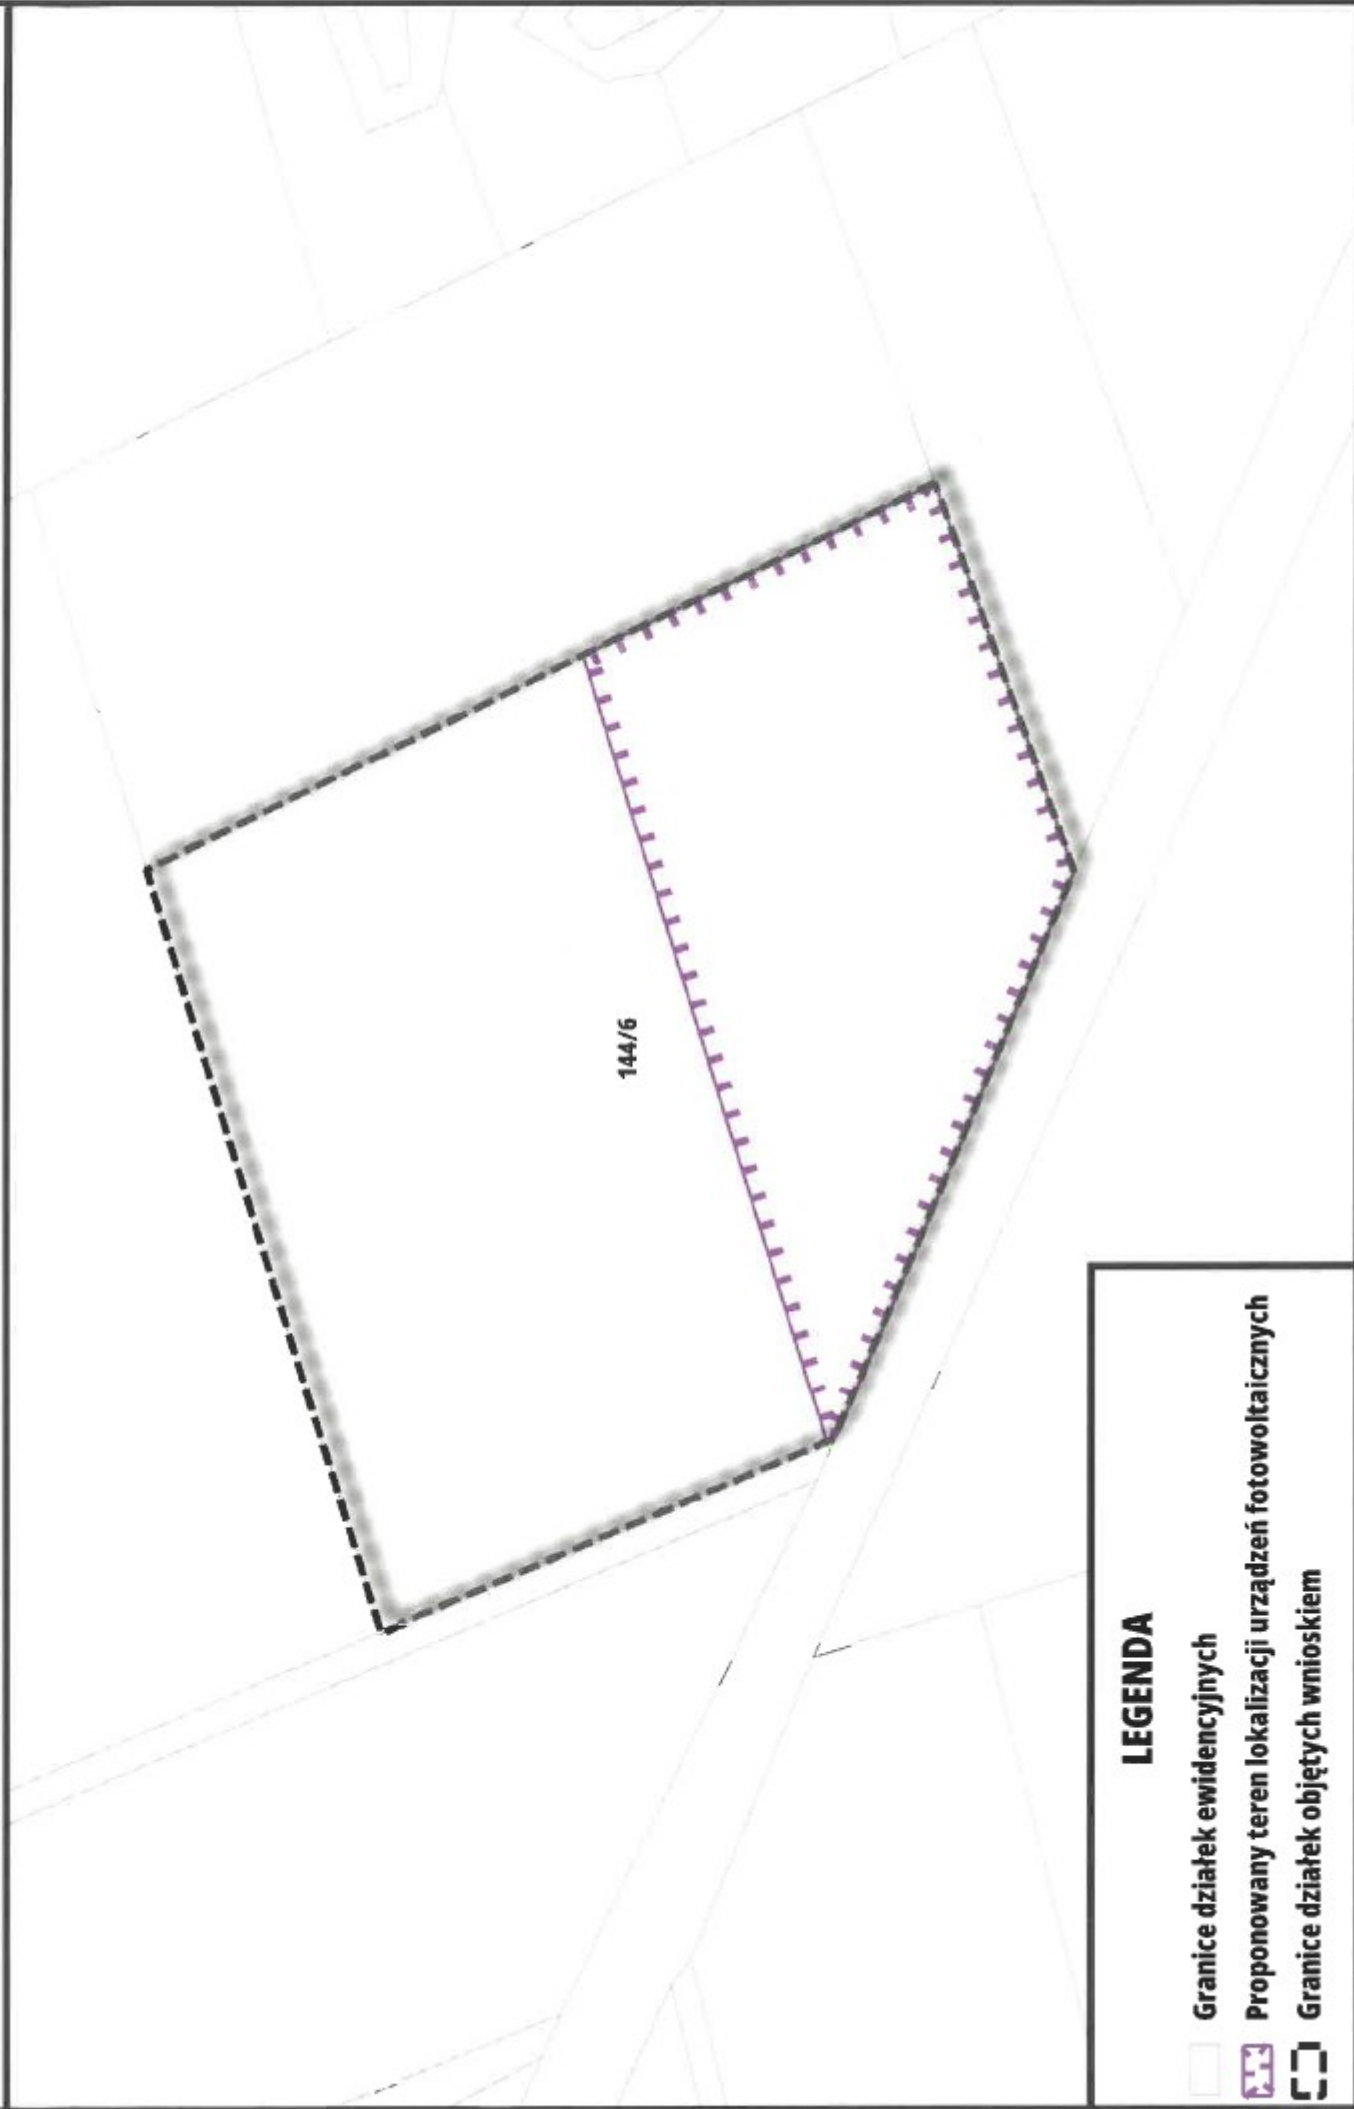 144/6
LEGENDA
Granice działek ewidencyjnych
Proponowany teren lokalizacji urządzeń fotowoltaicznych
Granice działek objętych wnioskiem